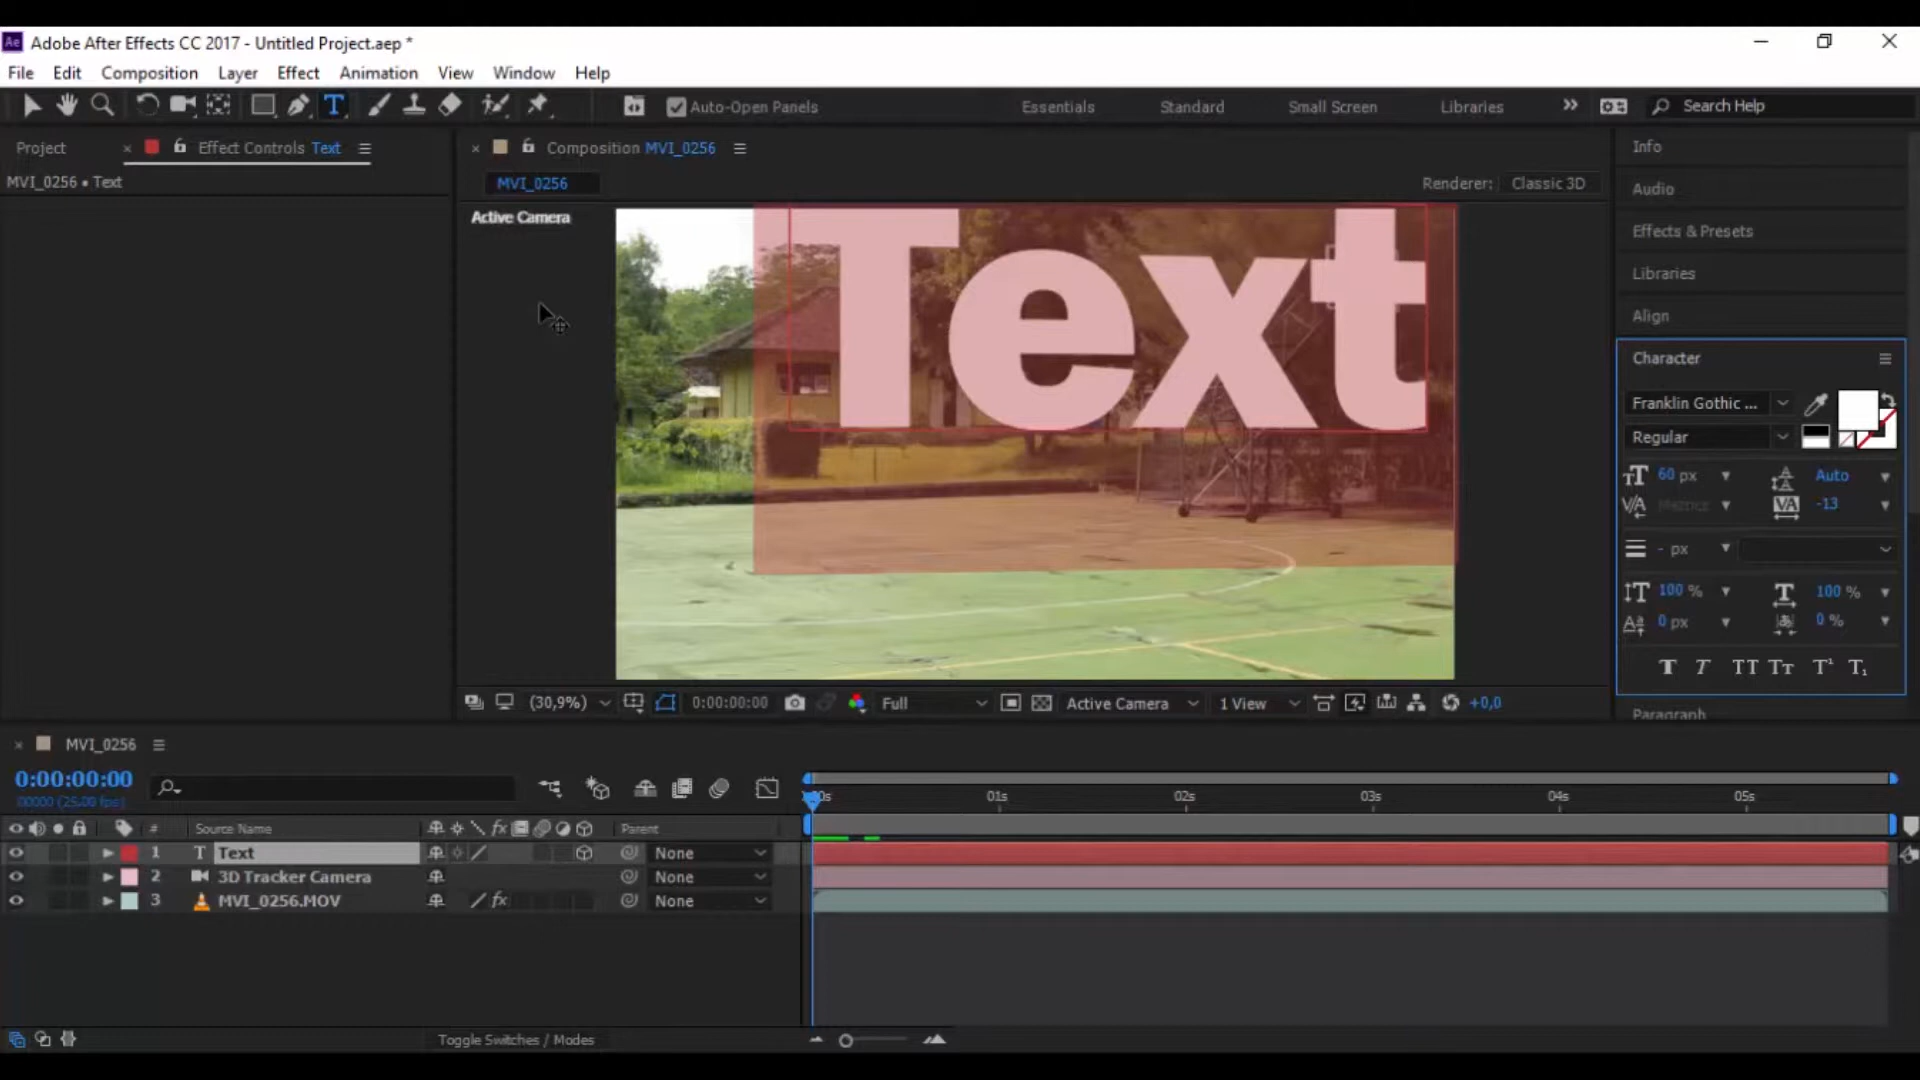 Adobe After Effects CC 2017 - Untitled Project.aep *
File Edit Composition Layer Effect Animation View Window Help
Auto-Open Panels Essentials Standard Small Screen Libraries Search Help
Project Effect Controls Text
Composition MVI_0256
MVI_0256 • Text
MVI_0256
Renderer: Classic 3D
Active Camera
Text
Info
Audio
Effects & Presets
Libraries
Align
Character
Franklin Gothic ...
Regular
60 px Auto
Metrics -13
- px
100 % 100 %
0 px 0 %
Paragraph
(30,9%) 0:00:00:00 Full Active Camera 1 View +0,0
MVI_0256
0:00:00:00
00000 (25.00 fps)
01s 02s 03s 04s 05s
# Source Name Parent
1 Text None
2 3D Tracker Camera None
3 MVI_0256.MOV None
Toggle Switches / Modes